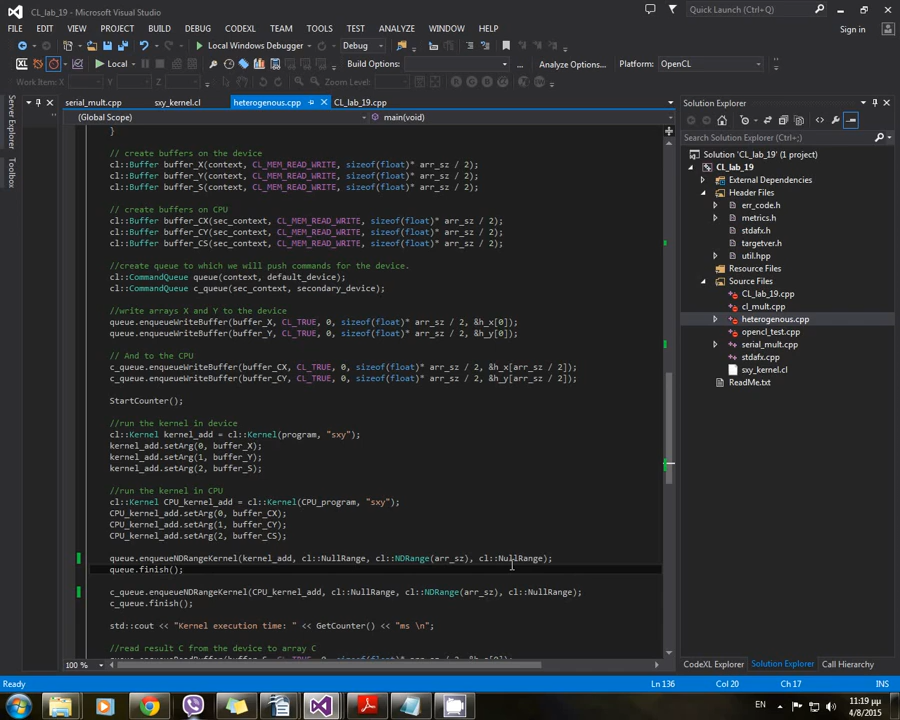 CL_lab_19 - Microsoft Visual Studio
Quick Launch (Ctrl+Q)
FILE EDIT VIEW PROJECT BUILD DEBUG CODEXL TEAM TOOLS TEST ANALYZE WINDOW HELP
Sign in
Local Windows Debugger
Debug
Local
Build Options:
Analyze Options...
Platform: OpenCL
Work Item:
X:
Y:
Z:
Zoom Level:
Server Explorer
Toolbox
serial_mult.cpp
sxy_kernel.cl
heterogenous.cpp
CL_lab_19.cpp
(Global Scope)
main(void)
}
// create buffers on the device
cl::Buffer buffer_X(context, CL_MEM_READ_WRITE, sizeof(float)* arr_sz / 2);
cl::Buffer buffer_Y(context, CL_MEM_READ_WRITE, sizeof(float)* arr_sz / 2);
cl::Buffer buffer_S(context, CL_MEM_READ_WRITE, sizeof(float)* arr_sz / 2);
// create buffers on CPU
cl::Buffer buffer_CX(sec_context, CL_MEM_READ_WRITE, sizeof(float)* arr_sz / 2);
cl::Buffer buffer_CY(sec_context, CL_MEM_READ_WRITE, sizeof(float)* arr_sz / 2);
cl::Buffer buffer_CS(sec_context, CL_MEM_READ_WRITE, sizeof(float)* arr_sz / 2);
//create queue to which we will push commands for the device.
cl::CommandQueue queue(context, default_device);
cl::CommandQueue c_queue(sec_context, secondary_device);
//write arrays X and Y to the device
queue.enqueueWriteBuffer(buffer_X, CL_TRUE, 0, sizeof(float)* arr_sz / 2, &h_x[0]);
queue.enqueueWriteBuffer(buffer_Y, CL_TRUE, 0, sizeof(float)* arr_sz / 2, &h_y[0]);
// And to the CPU
c_queue.enqueueWriteBuffer(buffer_CX, CL_TRUE, 0, sizeof(float)* arr_sz / 2, &h_x[arr_sz / 2]);
c_queue.enqueueWriteBuffer(buffer_CY, CL_TRUE, 0, sizeof(float)* arr_sz / 2, &h_y[arr_sz / 2]);
StartCounter();
//run the kernel in device
cl::Kernel kernel_add = cl::Kernel(program, "sxy");
kernel_add.setArg(0, buffer_X);
kernel_add.setArg(1, buffer_Y);
kernel_add.setArg(2, buffer_S);
//run the kernel in CPU
cl::Kernel CPU_kernel_add = cl::Kernel(CPU_program, "sxy");
CPU_kernel_add.setArg(0, buffer_CX);
CPU_kernel_add.setArg(1, buffer_CY);
CPU_kernel_add.setArg(2, buffer_CS);
queue.enqueueNDRangeKernel(kernel_add, cl::NullRange, cl::NDRange(arr_sz), cl::NullRange);
queue.finish();
c_queue.enqueueNDRangeKernel(CPU_kernel_add, cl::NullRange, cl::NDRange(arr_sz), cl::NullRange);
c_queue.finish();
std::cout << "Kernel execution time: " << GetCounter() << "ms \n";
//read result C from the device to array C
100 %
Solution Explorer
Search Solution Explorer (Ctrl+;)
Solution 'CL_lab_19' (1 project)
CL_lab_19
External Dependencies
Header Files
err_code.h
metrics.h
stdafx.h
targetver.h
util.hpp
Resource Files
Source Files
CL_lab_19.cpp
cl_mult.cpp
heterogenous.cpp
opencl_test.cpp
serial_mult.cpp
stdafx.cpp
sxy_kernel.cl
ReadMe.txt
CodeXL Explorer
Solution Explorer
Call Hierarchy
Ready
Ln 136
Col 20
Ch 17
INS
EN
11:19 μμ
4/8/2015